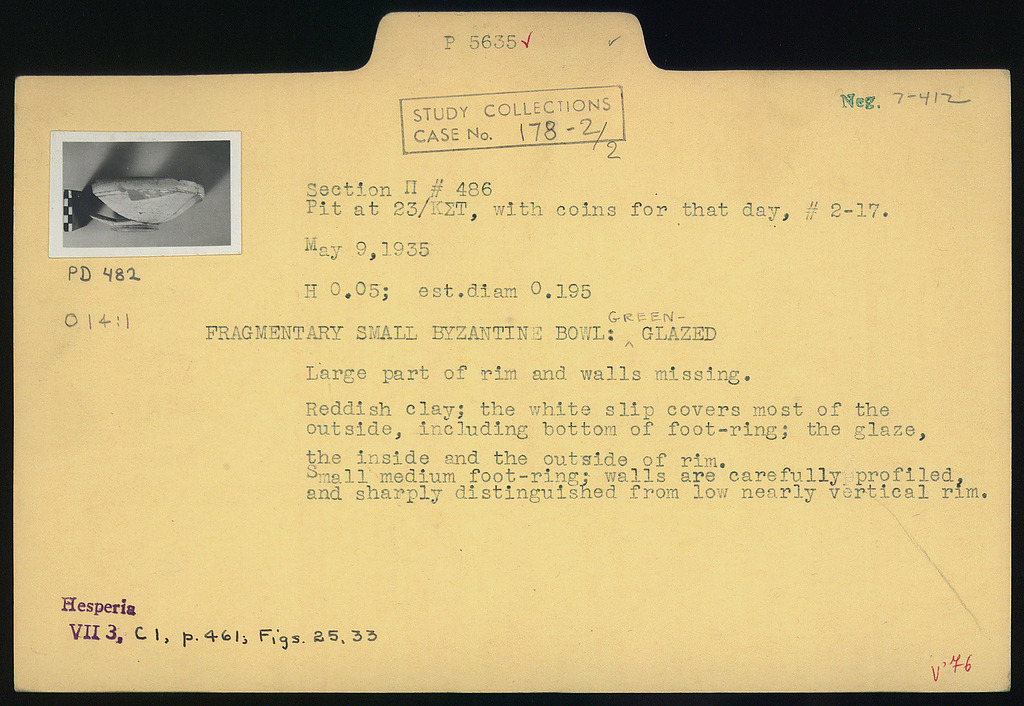 P 5635 ✓ ✓
Neg. 7-412
STUDY COLLECTIONS
CASE No. 178-2/2
Section Π # 486
Pit at 23/ΚΣΤ, with coins for that day, # 2-17.
May 9,1935
PD 482
H 0.05; est.diam 0.195
O 14:1
GREEN-
FRAGMENTARY SMALL BYZANTINE BOWL: ‸ GLAZED
Large part of rim and walls missing.
Reddish clay; the white slip covers most of the
outside, including bottom of foot-ring; the glaze,
the inside and the outside of rim.
Small medium foot-ring; walls are carefully profiled,
and sharply distinguished from low nearly vertical rim.
Hesperia
VII 3, C1, p. 461; Figs. 25, 33
V'76